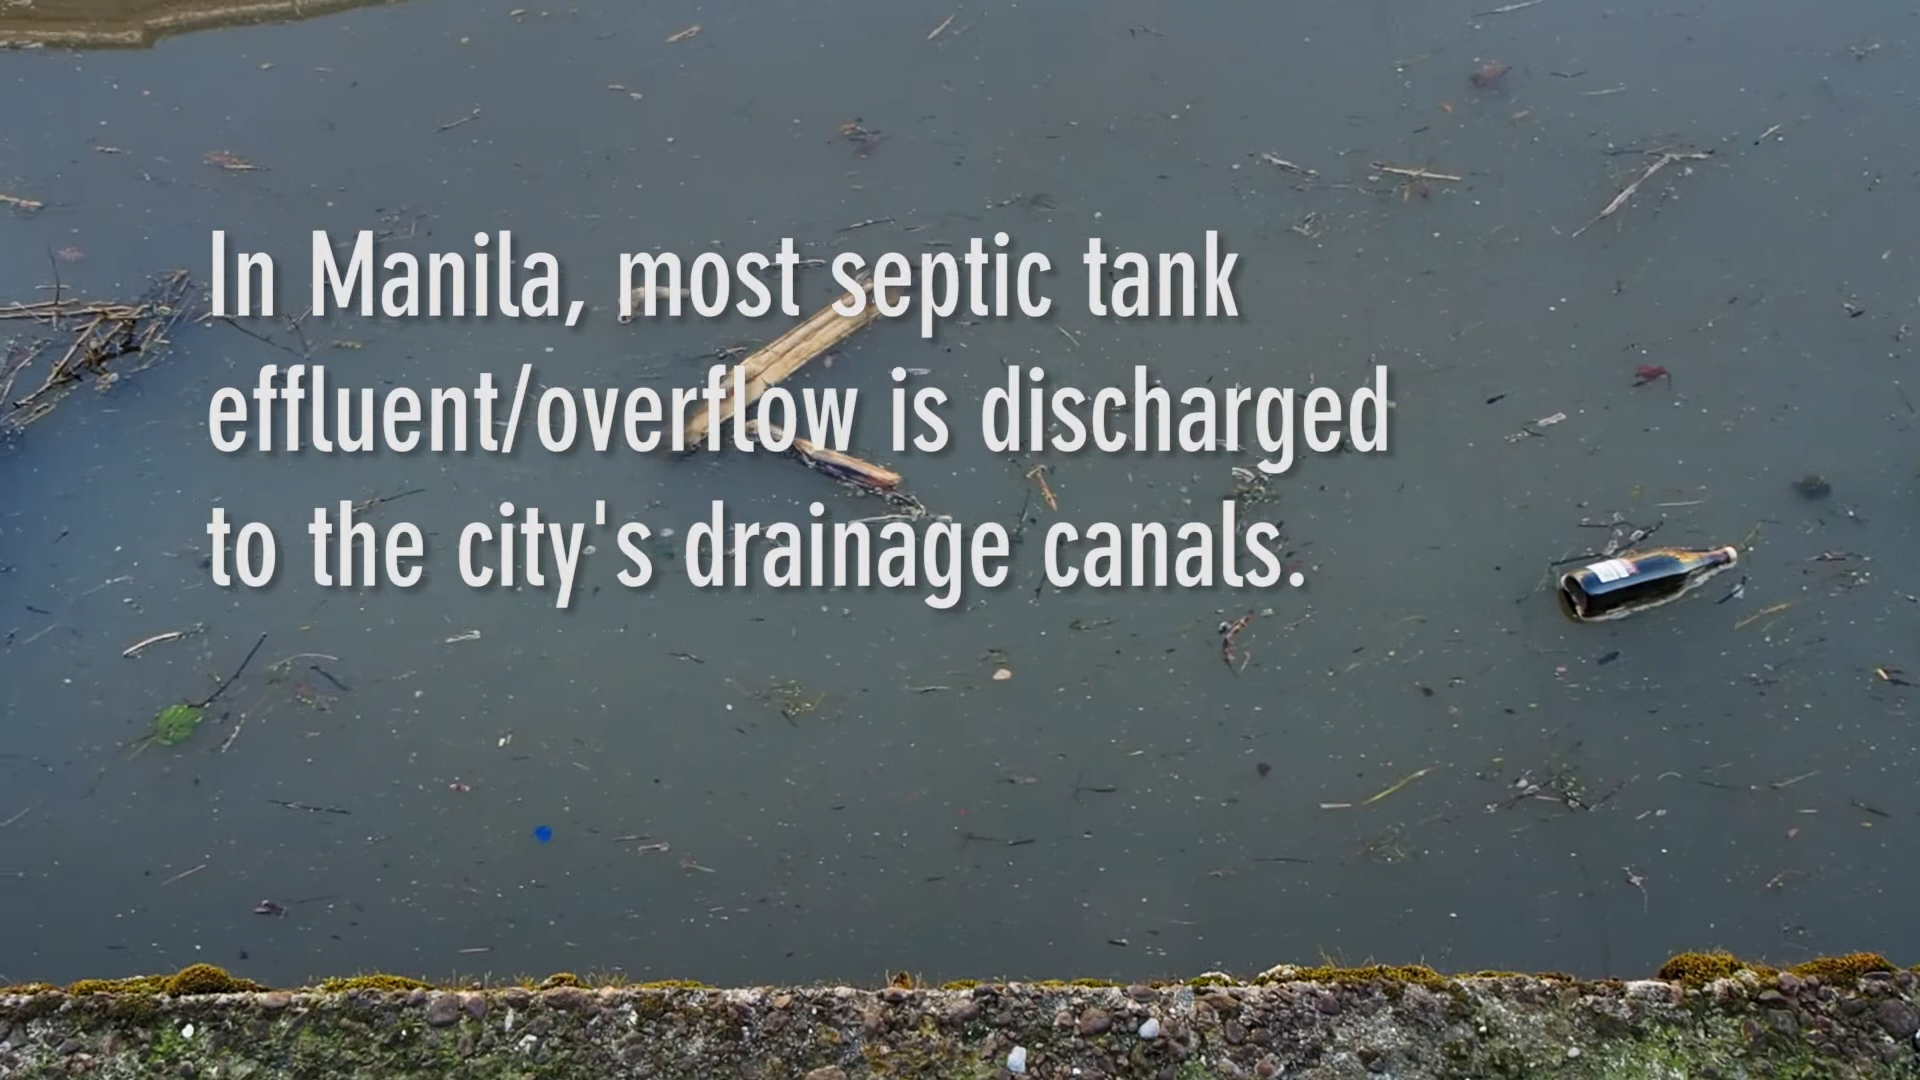 In Manila, most septic tank
effluent/overflow is discharged
to the city's drainage canals.